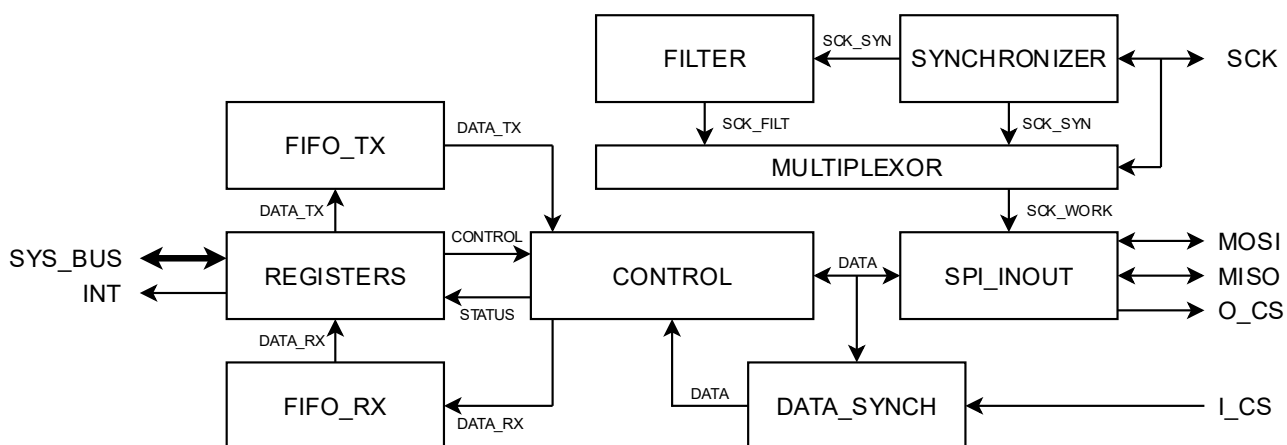 SCK_SYN
FILTER
SYNCHRONIZER
SCK
SCK_FILT
SCK_SYN
DATA_TX
FIFO_TX
MULTIPLEXOR
DATA_TX
SCK_WORK
CONTROL
SYS_BUS
INT
REGISTERS
CONTROL
DATA
SPI_INOUT
MOSI
MISO
O_CS
STATUS
DATA_RX
DATA
FIFO_RX
DATA_SYNCH
I_CS
DATA_RX